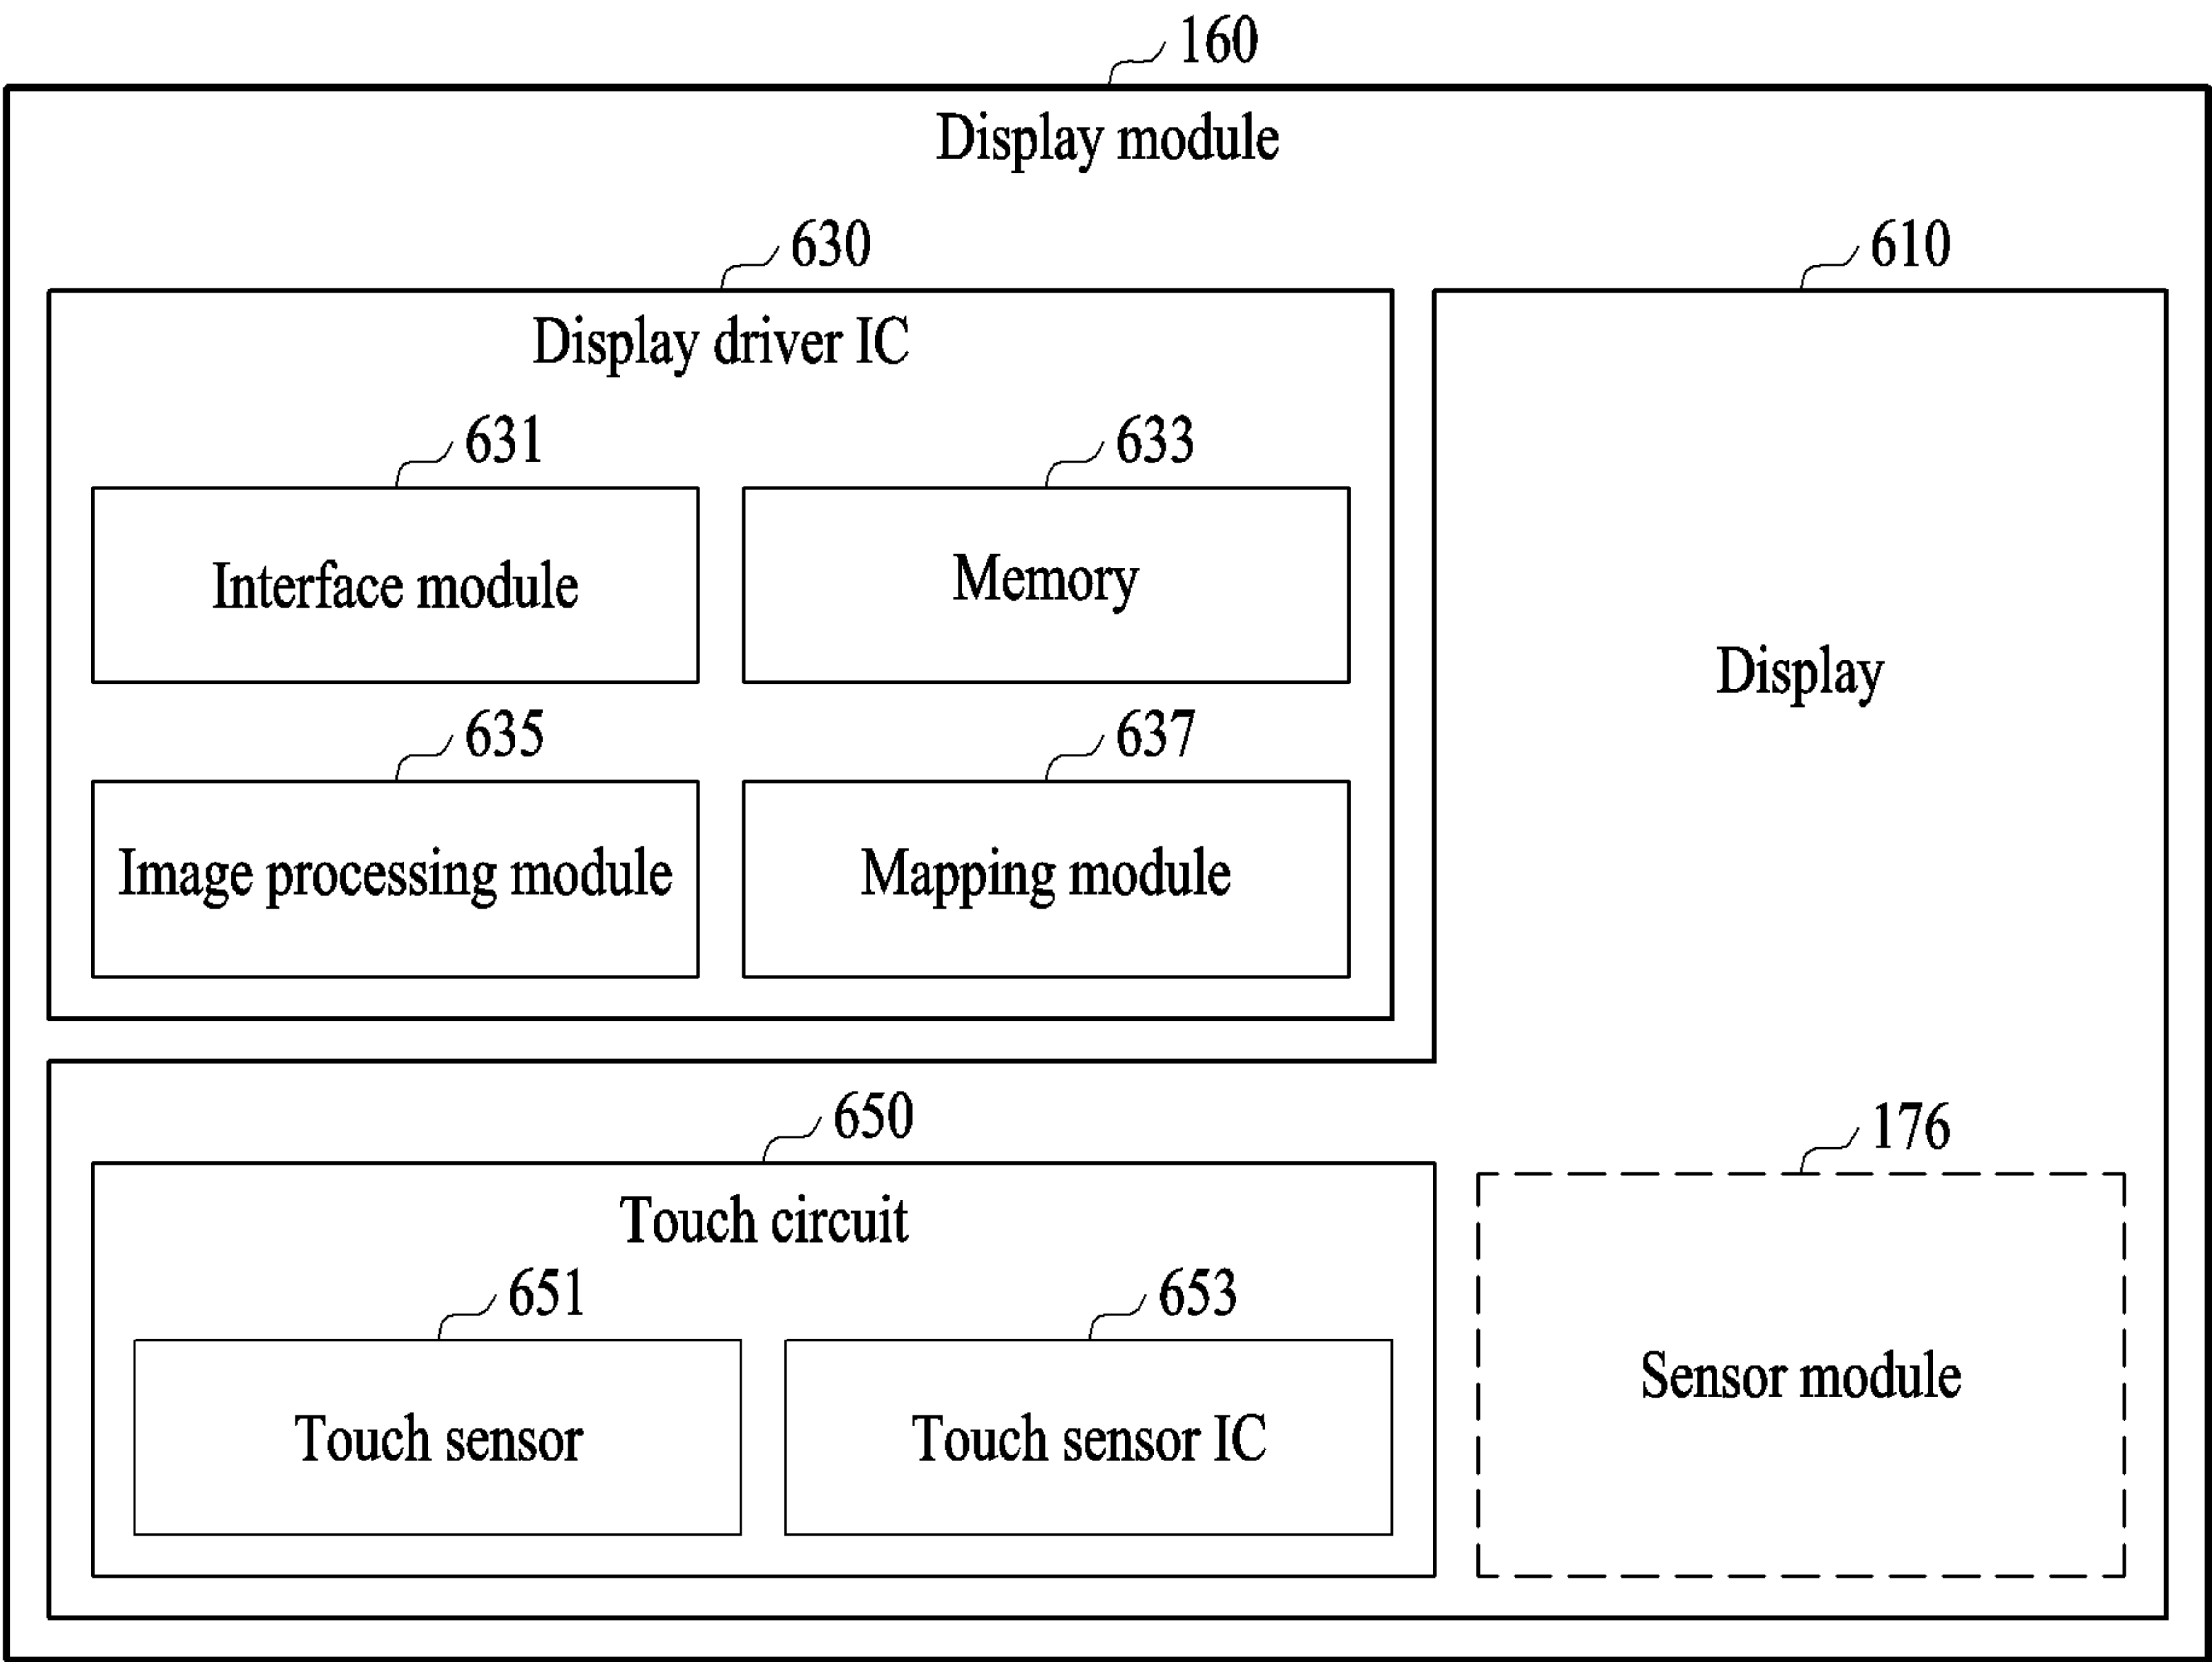 160
Display module
630
610
Display driver IC
631
633
Interface module
Memory
Display
635
637
Image processing module
Mapping module
650
176
Touch circuit
651
653
Sensor module
Touch sensor
Touch sensor IC